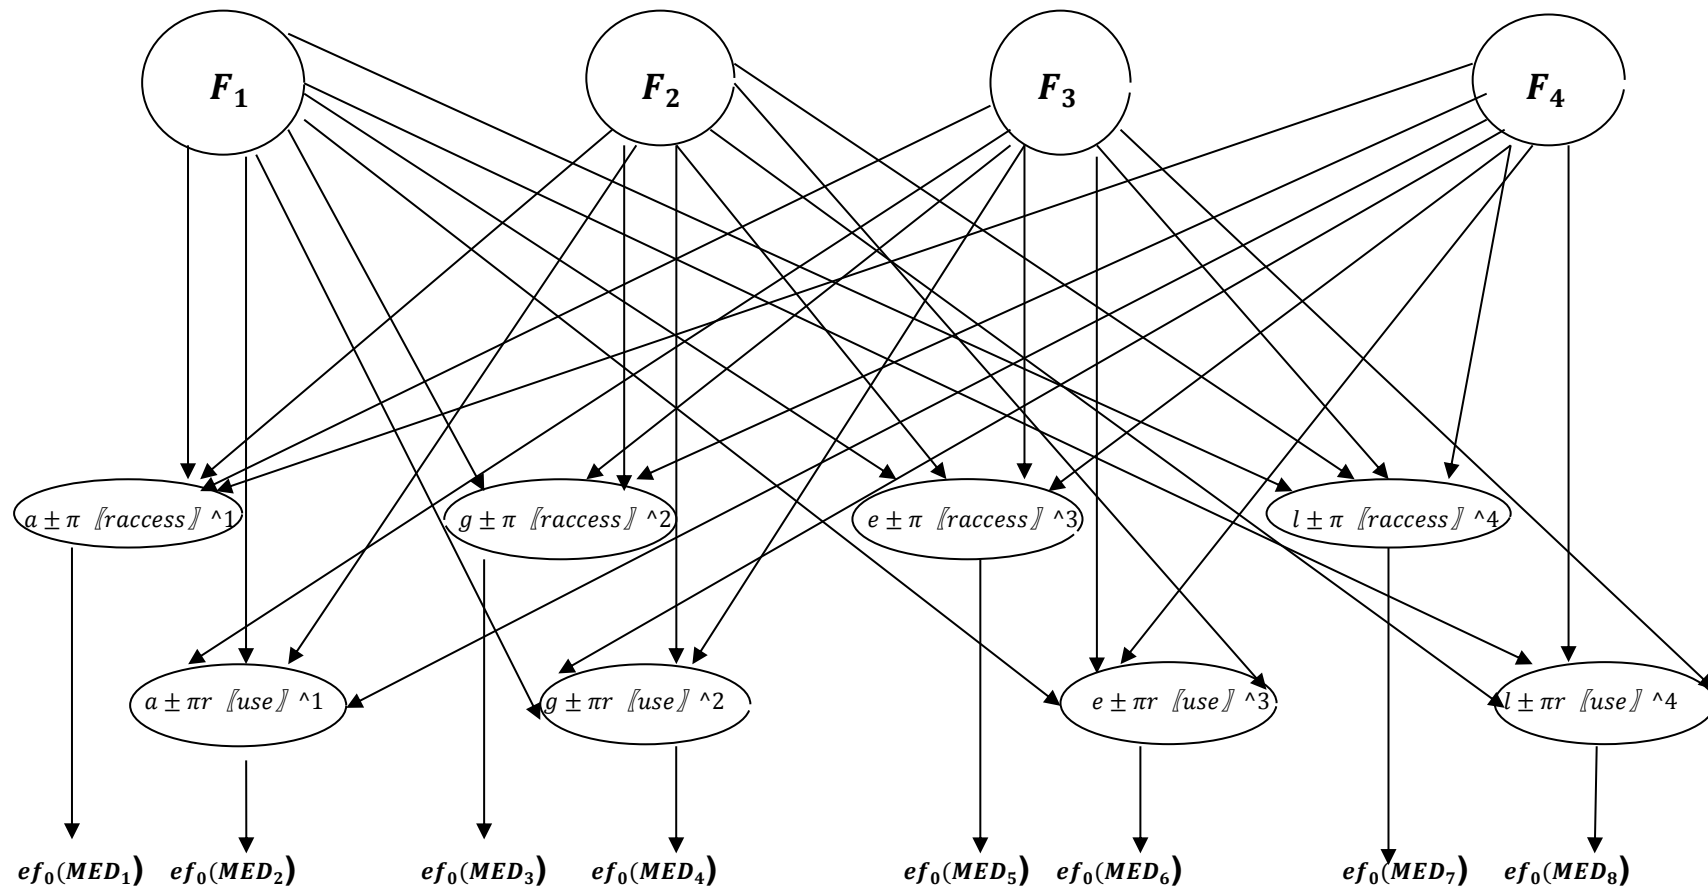 F₁ F₂ F₃ F₄
a ± π〖raccess〗^1 g ± π〖raccess〗^2 e ± π〖raccess〗^3 l ± π〖raccess〗^4
a ± πr〖use〗^1 g ± πr〖use〗^2 e ± πr〖use〗^3 l ± πr〖use〗^4
ef₀(MED₁) ef₀(MED₂) ef₀(MED₃) ef₀(MED₄) ef₀(MED₅) ef₀(MED₆) ef₀(MED₇) ef₀(MED₈)